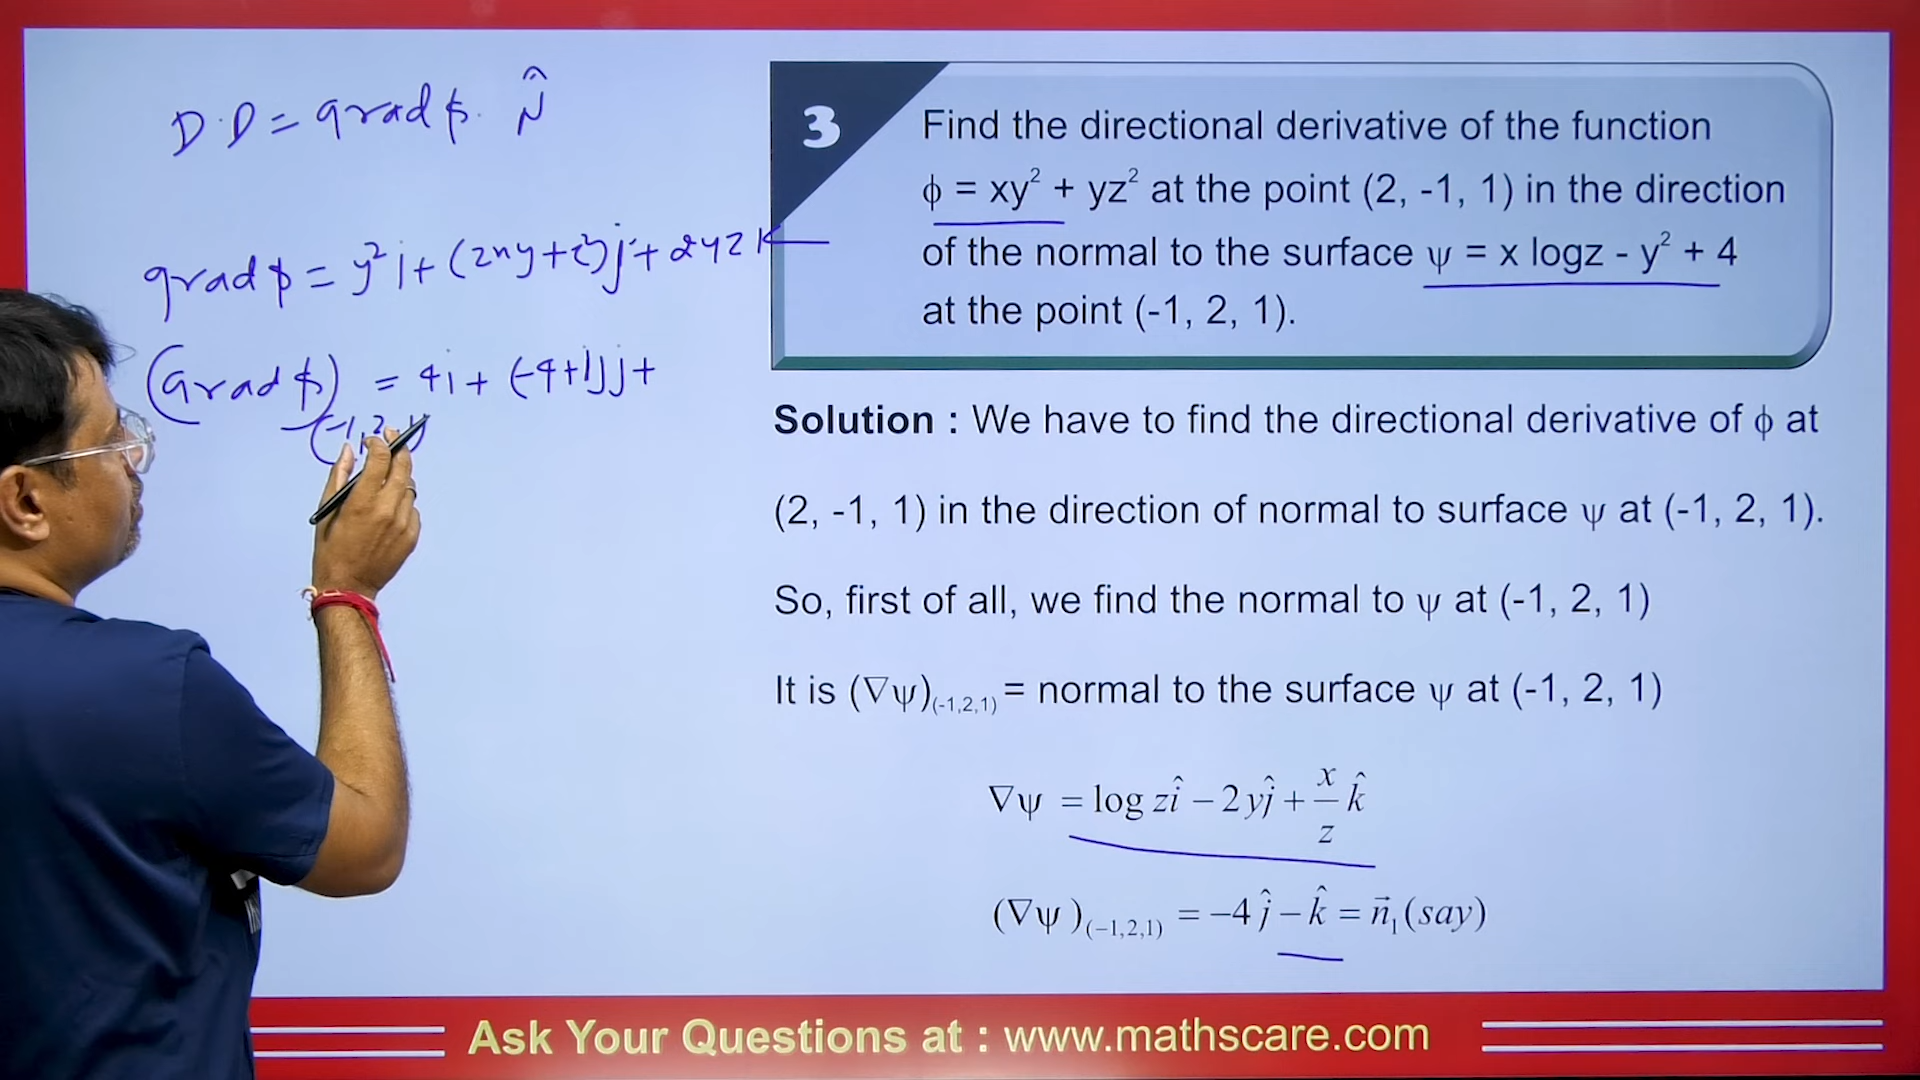 D.D = grad ϕ. N̂
grad ϕ = y²i + (2xy+z²)j + 2yzk
(Grad ϕ) = 4i + (-4+1)j +
(-1,2,1)
3
Find the directional derivative of the function
ϕ = xy² + yz² at the point (2, -1, 1) in the direction
of the normal to the surface ψ = x logz - y² + 4
at the point (-1, 2, 1).
Solution : We have to find the directional derivative of ϕ at
(2, -1, 1) in the direction of normal to surface ψ at (-1, 2, 1).
So, first of all, we find the normal to ψ at (-1, 2, 1)
It is (∇ψ)(-1,2,1) = normal to the surface ψ at (-1, 2, 1)
∇ψ = log zî − 2yĵ + x/z k̂
(∇ψ)(−1,2,1) = −4ĵ − k̂ = n⃗₁(say)
Ask Your Questions at : www.mathscare.com